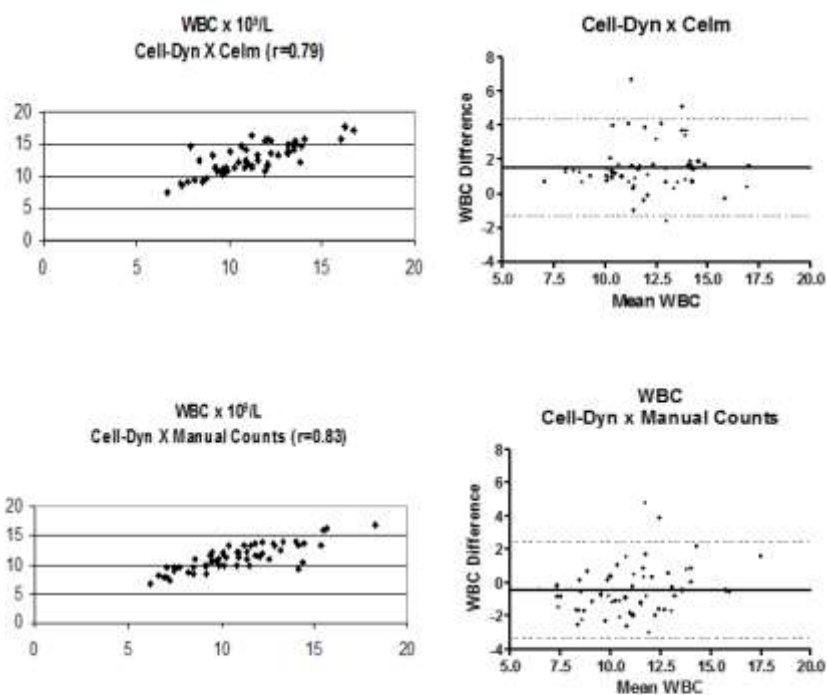 WBC x 10³/L
Cell-Dyn X Celm (r=0.79)
20
15
10
5
0
0 5 10 15 20
Cell-Dyn x Celm
WBC Difference
8
6
4
2
0
-2
-4
5.0 7.5 10.0 12.5 15.0 17.5 20.0
Mean WBC
WBC x 10³/L
Cell-Dyn X Manual Counts (r=0.83)
20
15
10
5
0
0 5 10 15 20
WBC
Cell-Dyn x Manual Counts
WBC Difference
8
6
4
2
0
-2
-4
5.0 7.5 10.0 12.5 15.0 17.5 20.0
Mean WBC